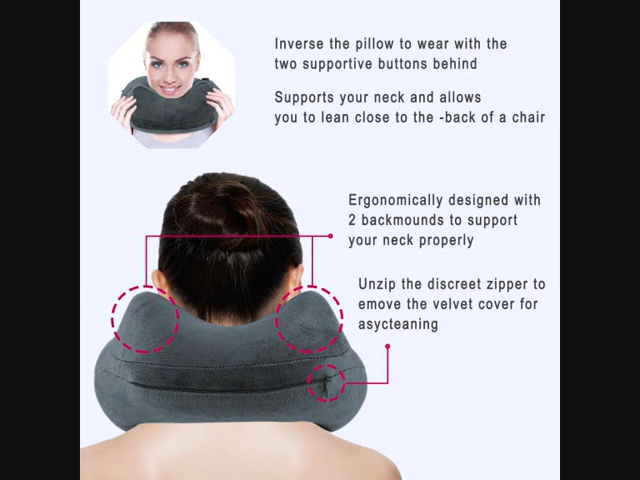 Inverse the pillow to wear with the
two supportive buttons behind
Supports your neck and allows
you to lean close to the -back of a chair
Ergonomically designed with
2 backmounds to support
your neck properly
Unzip the discreet zipper to
emove the velvet cover for
asycteaning